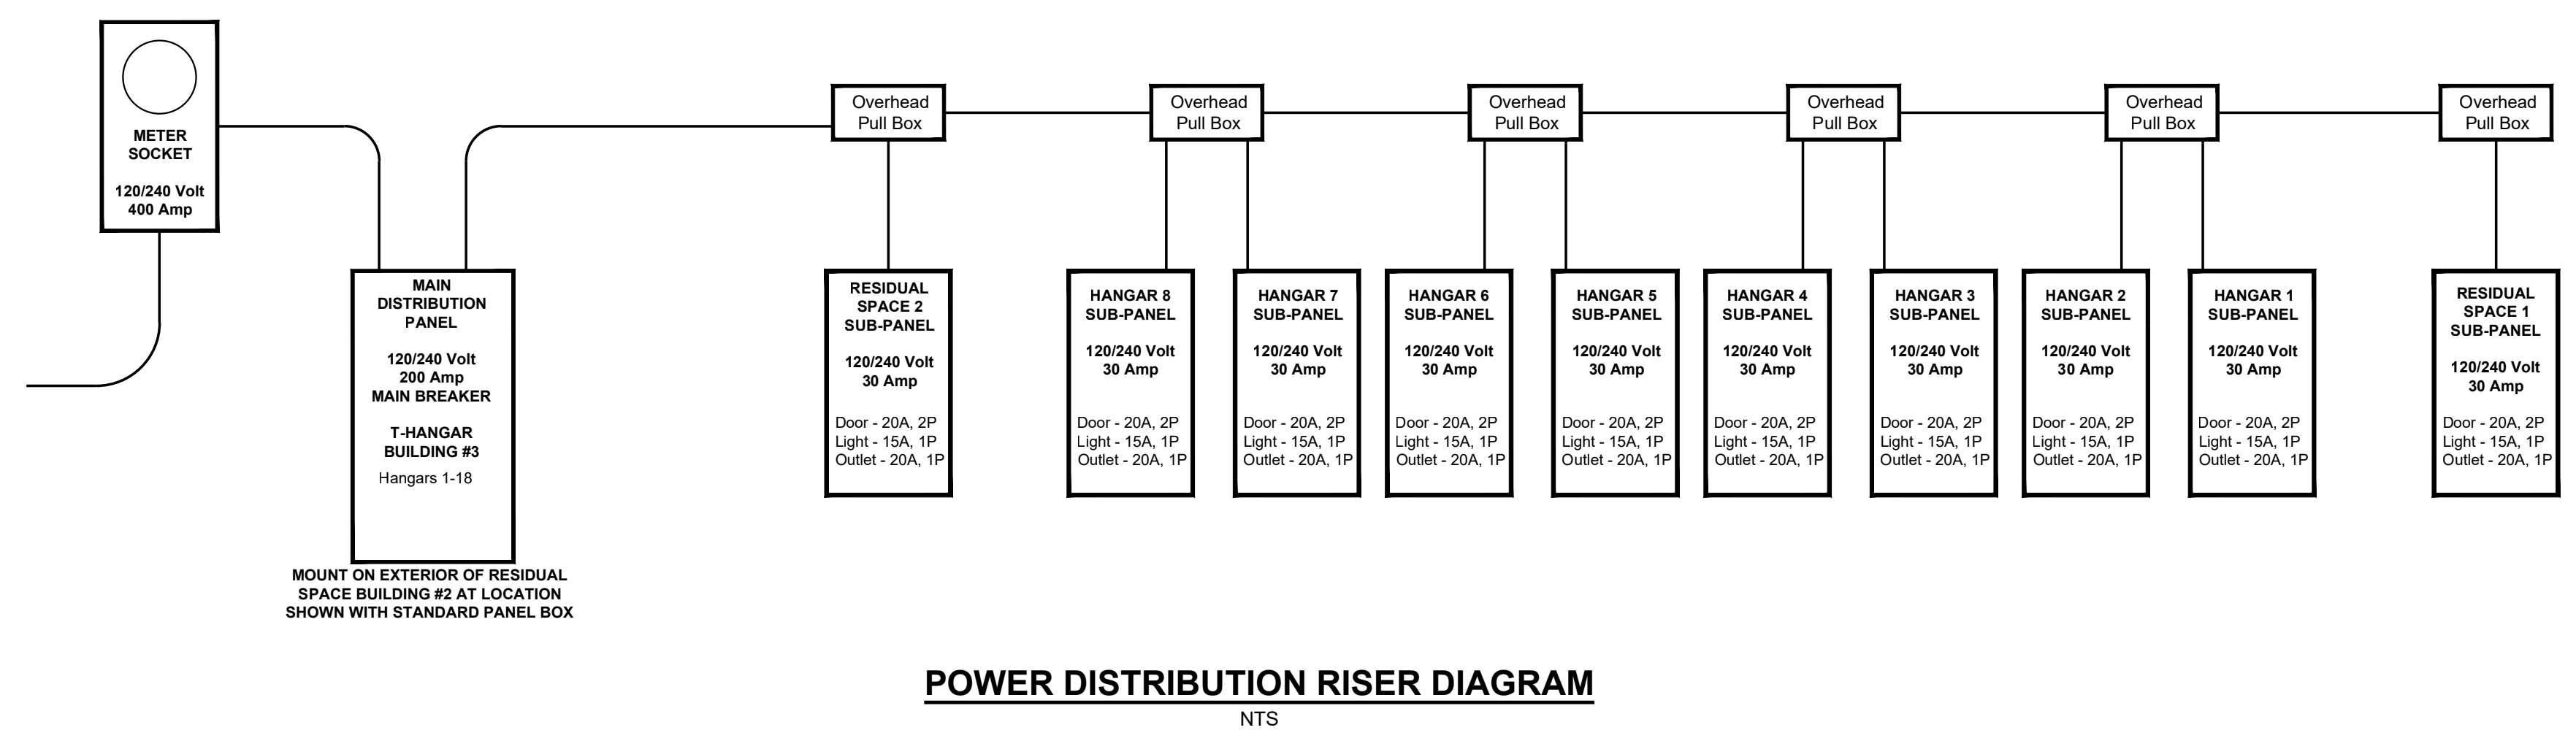 METER
SOCKET
120/240 Volt
400 Amp
MAIN
DISTRIBUTION
PANEL
120/240 Volt
200 Amp
MAIN BREAKER
T-HANGAR
BUILDING #3
Hangars 1-18
MOUNT ON EXTERIOR OF RESIDUAL
SPACE BUILDING #2 AT LOCATION
SHOWN WITH STANDARD PANEL BOX
Overhead
Pull Box
Overhead
Pull Box
Overhead
Pull Box
Overhead
Pull Box
Overhead
Pull Box
Overhead
Pull Box
RESIDUAL
SPACE 2
SUB-PANEL
120/240 Volt
30 Amp
Door - 20A, 2P
Light - 15A, 1P
Outlet - 20A, 1P
HANGAR 8
SUB-PANEL
120/240 Volt
30 Amp
Door - 20A, 2P
Light - 15A, 1P
Outlet - 20A, 1P
HANGAR 7
SUB-PANEL
120/240 Volt
30 Amp
Door - 20A, 2P
Light - 15A, 1P
Outlet - 20A, 1P
HANGAR 6
SUB-PANEL
120/240 Volt
30 Amp
Door - 20A, 2P
Light - 15A, 1P
Outlet - 20A, 1P
HANGAR 5
SUB-PANEL
120/240 Volt
30 Amp
Door - 20A, 2P
Light - 15A, 1P
Outlet - 20A, 1P
HANGAR 4
SUB-PANEL
120/240 Volt
30 Amp
Door - 20A, 2P
Light - 15A, 1P
Outlet - 20A, 1P
HANGAR 3
SUB-PANEL
120/240 Volt
30 Amp
Door - 20A, 2P
Light - 15A, 1P
Outlet - 20A, 1P
HANGAR 2
SUB-PANEL
120/240 Volt
30 Amp
Door - 20A, 2P
Light - 15A, 1P
Outlet - 20A, 1P
HANGAR 1
SUB-PANEL
120/240 Volt
30 Amp
Door - 20A, 2P
Light - 15A, 1P
Outlet - 20A, 1P
RESIDUAL
SPACE 1
SUB-PANEL
120/240 Volt
30 Amp
Door - 20A, 2P
Light - 15A, 1P
Outlet - 20A, 1P
POWER DISTRIBUTION RISER DIAGRAM
NTS